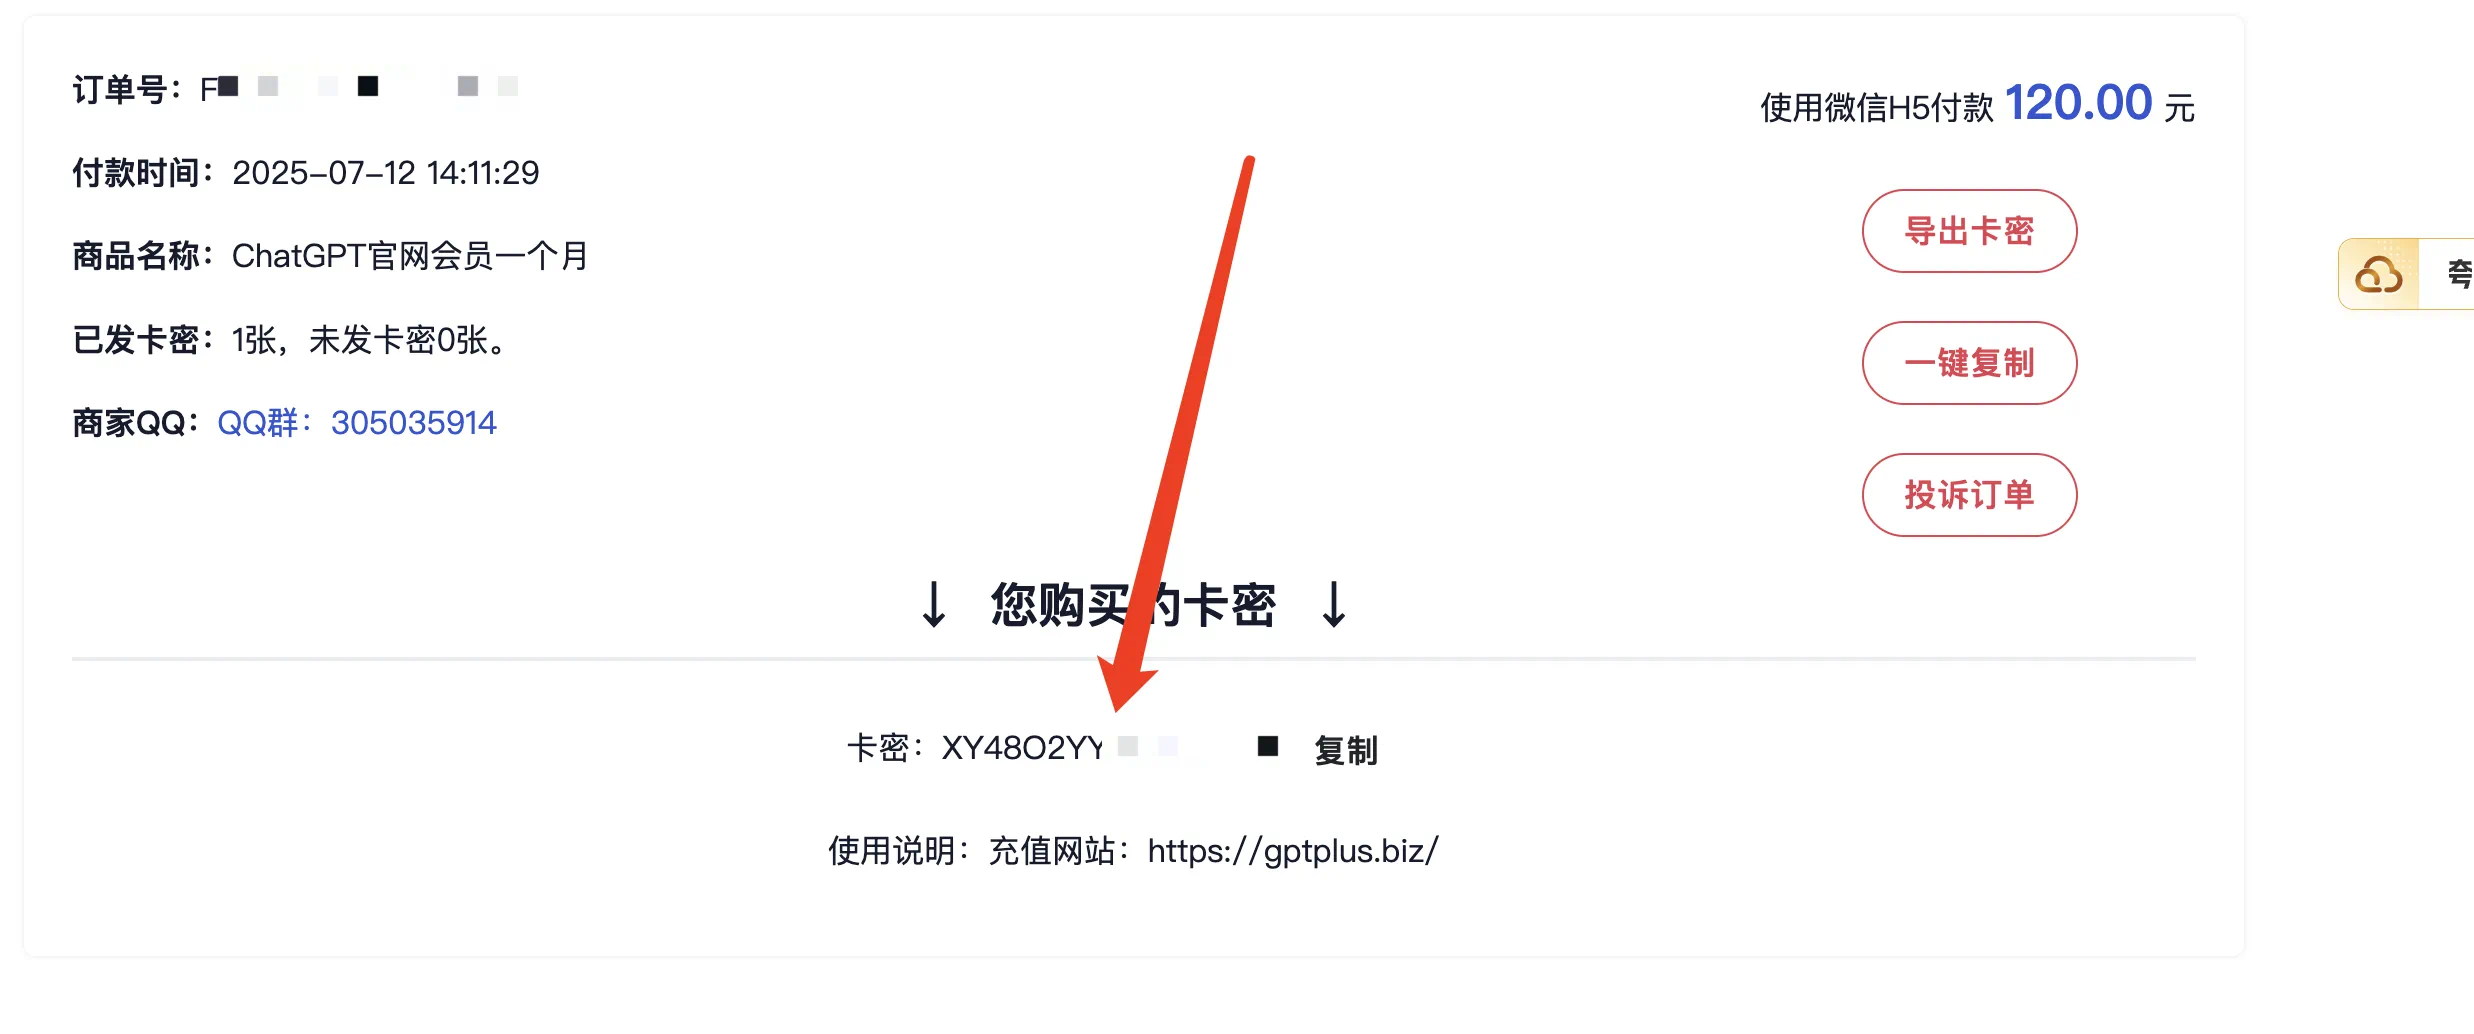 订单号：F
使用微信H5付款 120.00 元
付款时间：2025-07-12 14:11:29
导出卡密
商品名称：ChatGPT官网会员一个月
夸
已发卡密：1张，未发卡密0张。
一键复制
商家QQ：QQ群：305035914
投诉订单
↓ 您购买的卡密 ↓
卡密：XY48O2YY 复制
使用说明：充值网站：https://gptplus.biz/